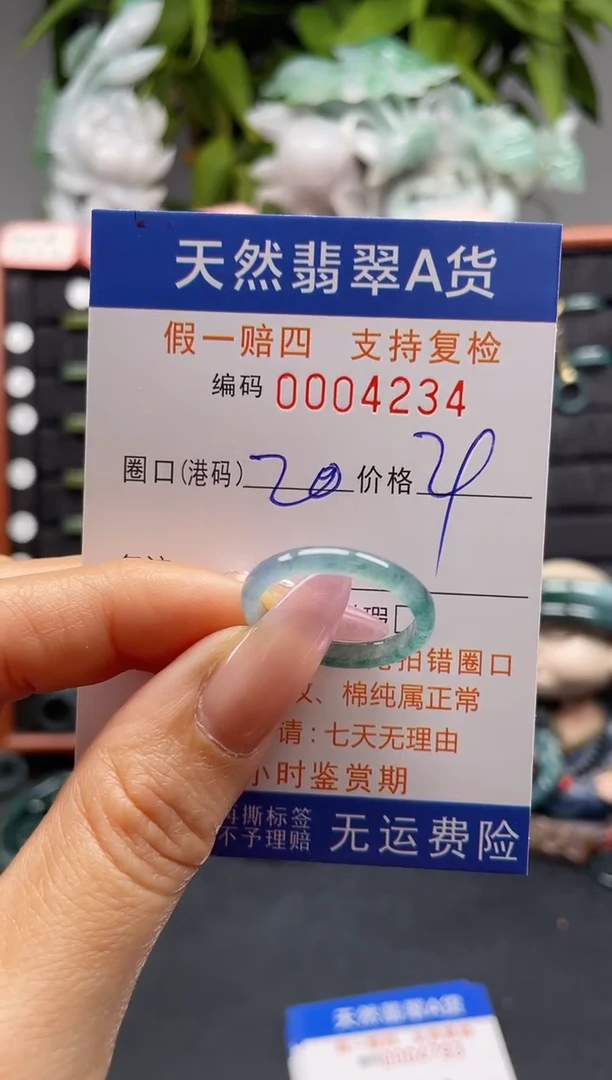 天然翡翠A货
假一赔四 支持复检
编码 0004234
圈口(港码) 20 价格
瑕
拍错圈口
、棉纯属正常
请:七天无理由
小时鉴赏期
再撕标签
不予理赔
无运费险
天然翡翠A货